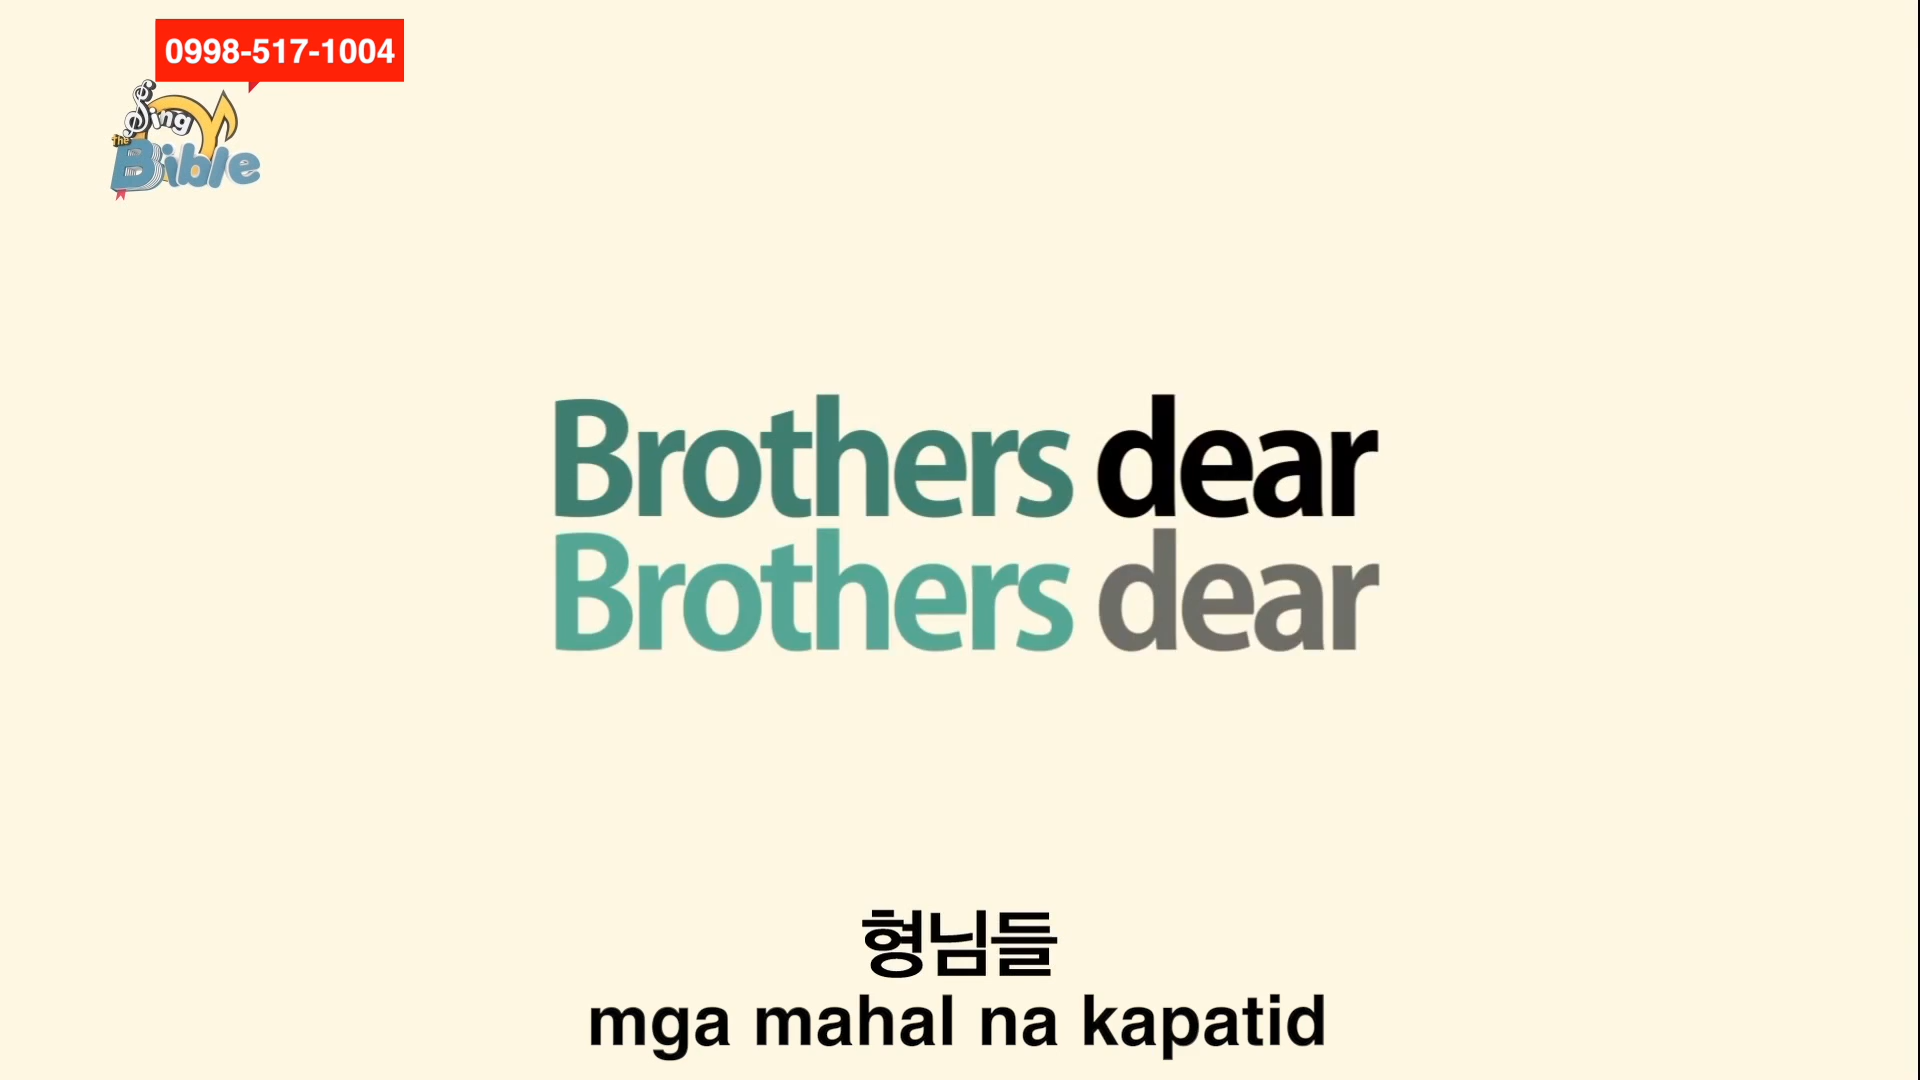 0998-517-1004
Sing
The
Bible
Brothers dear
Brothers dear
형님들
mga mahal na kapatid